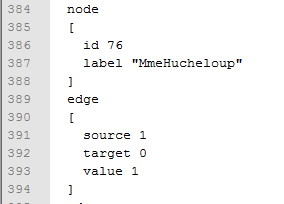 384 node
385 [
386 id 76
387 label "MmeHucheloup"
388 ]
389 edge
390 [
391 source 1
392 target 0
393 value 1
394 ]